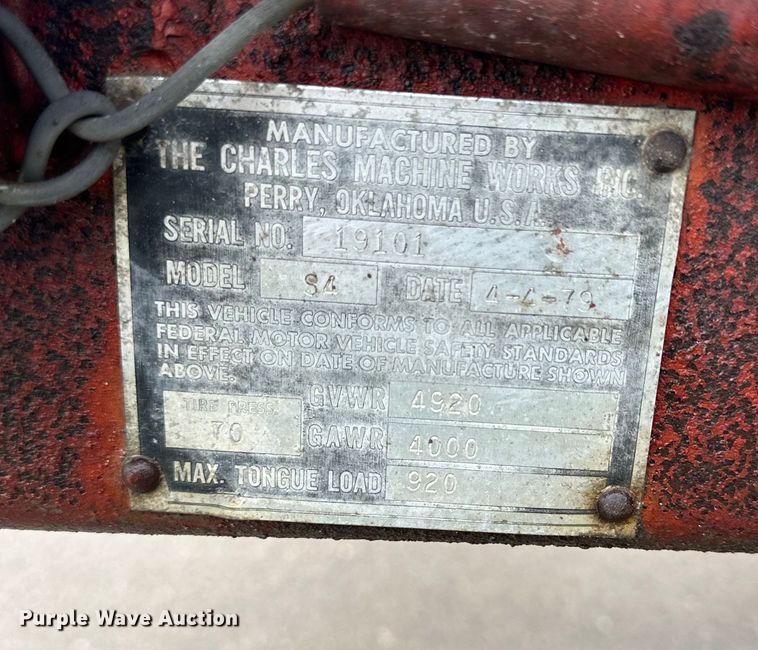 MANUFACTURED BY
THE CHARLES MACHINE WORKS INC.
PERRY, OKLAHOMA U.S.A.
SERIAL NO. 19101
MODEL S4 DATE 4-4-79
THIS VEHICLE CONFORMS TO ALL APPLICABLE
FEDERAL MOTOR VEHICLE SAFETY STANDARDS
IN EFFECT ON DATE OF MANUFACTURE SHOWN
ABOVE.
TIRE PRESS. GVWR 4920
70 GAWR 4000
MAX. TONGUE LOAD 920
Purple Wave Auction